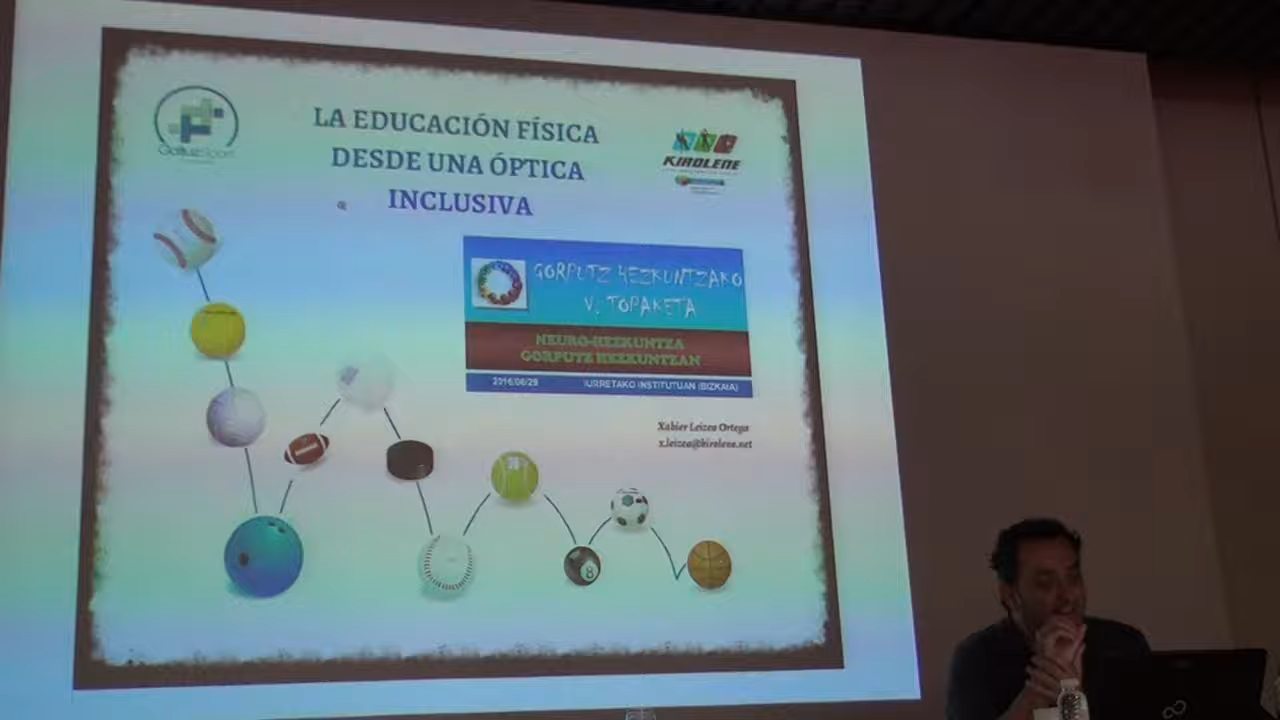 LA EDUCACIÓN FÍSICA
DESDE UNA ÓPTICA
INCLUSIVA
GorputzSport
KIROLENE
GORPUTZ HEZKUNTZAKO
V. TOPAKETA
NEURO-HEZKUNTZA
GORPUTZ HEZKUNTZAN
2016/06/29 IURRETAKO INSTITUTUAN (BIZKAIA)
Xabier Leizea Ortega
x.leizea@kirolene.net
8